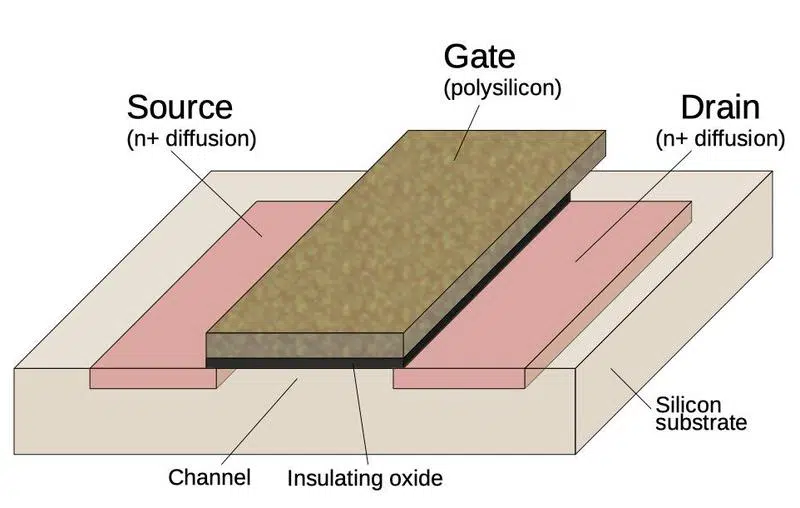 Gate
(polysilicon)
Source
(n+ diffusion)
Drain
(n+ diffusion)
Silicon
substrate
Channel
Insulating oxide